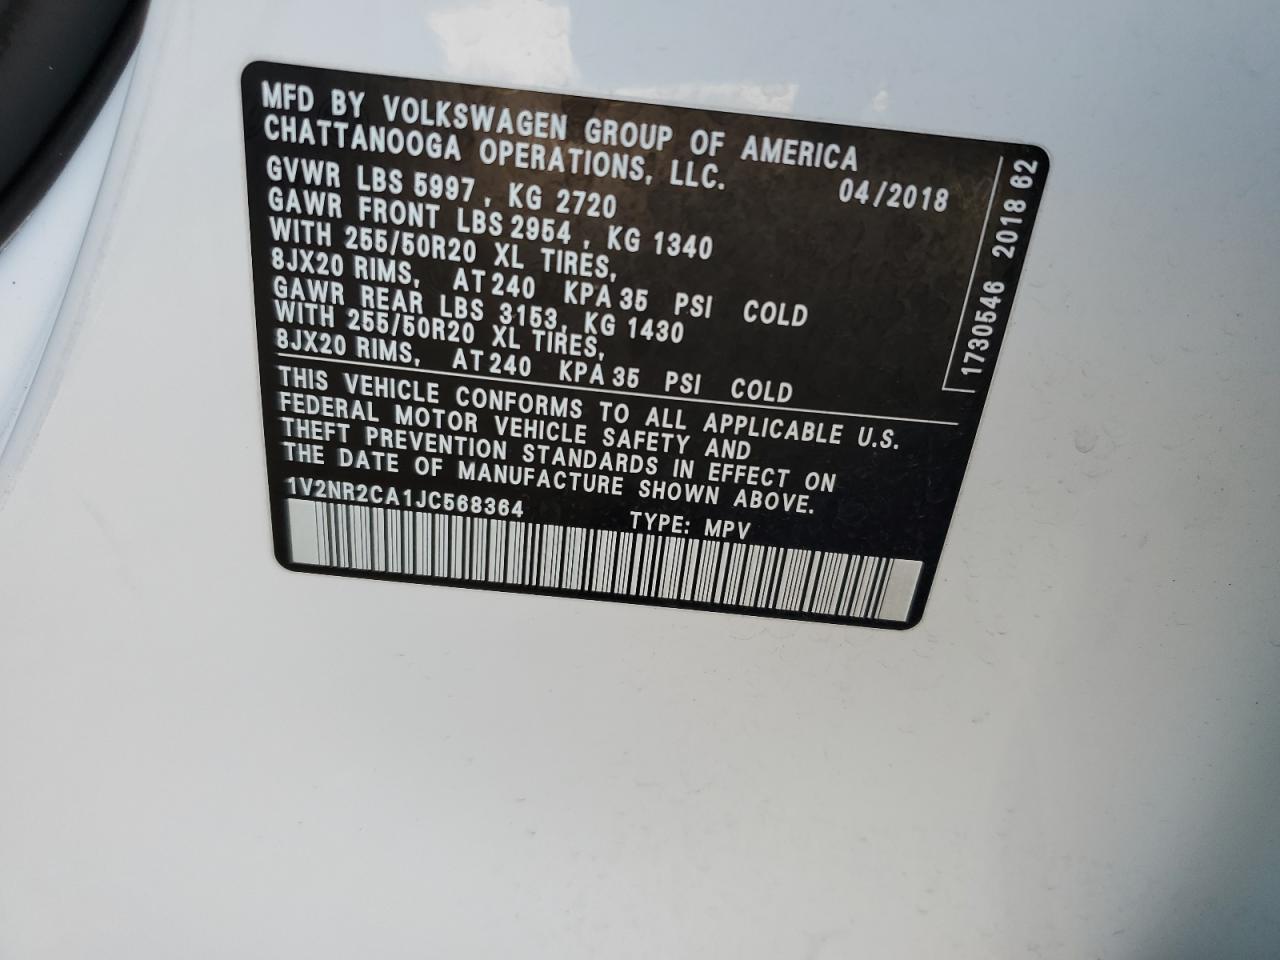 MFD BY VOLKSWAGEN GROUP OF AMERICA
CHATTANOOGA OPERATIONS, LLC.
04/2018
GVWR LBS 5997 , KG 2720
GAWR FRONT LBS 2954 , KG 1340
WITH 255/50R20 XL TIRES,
8JX20 RIMS, AT 240 KPA 35 PSI COLD
GAWR REAR LBS 3153, KG 1430
WITH 255/50R20 XL TIRES,
8JX20 RIMS, AT 240 KPA 35 PSI COLD
THIS VEHICLE CONFORMS TO ALL APPLICABLE U.S.
FEDERAL MOTOR VEHICLE SAFETY AND
THEFT PREVENTION STANDARDS IN EFFECT ON
THE DATE OF MANUFACTURE SHOWN ABOVE.
1V2NR2CA1JC568364 TYPE: MPV
1730546 2018 62